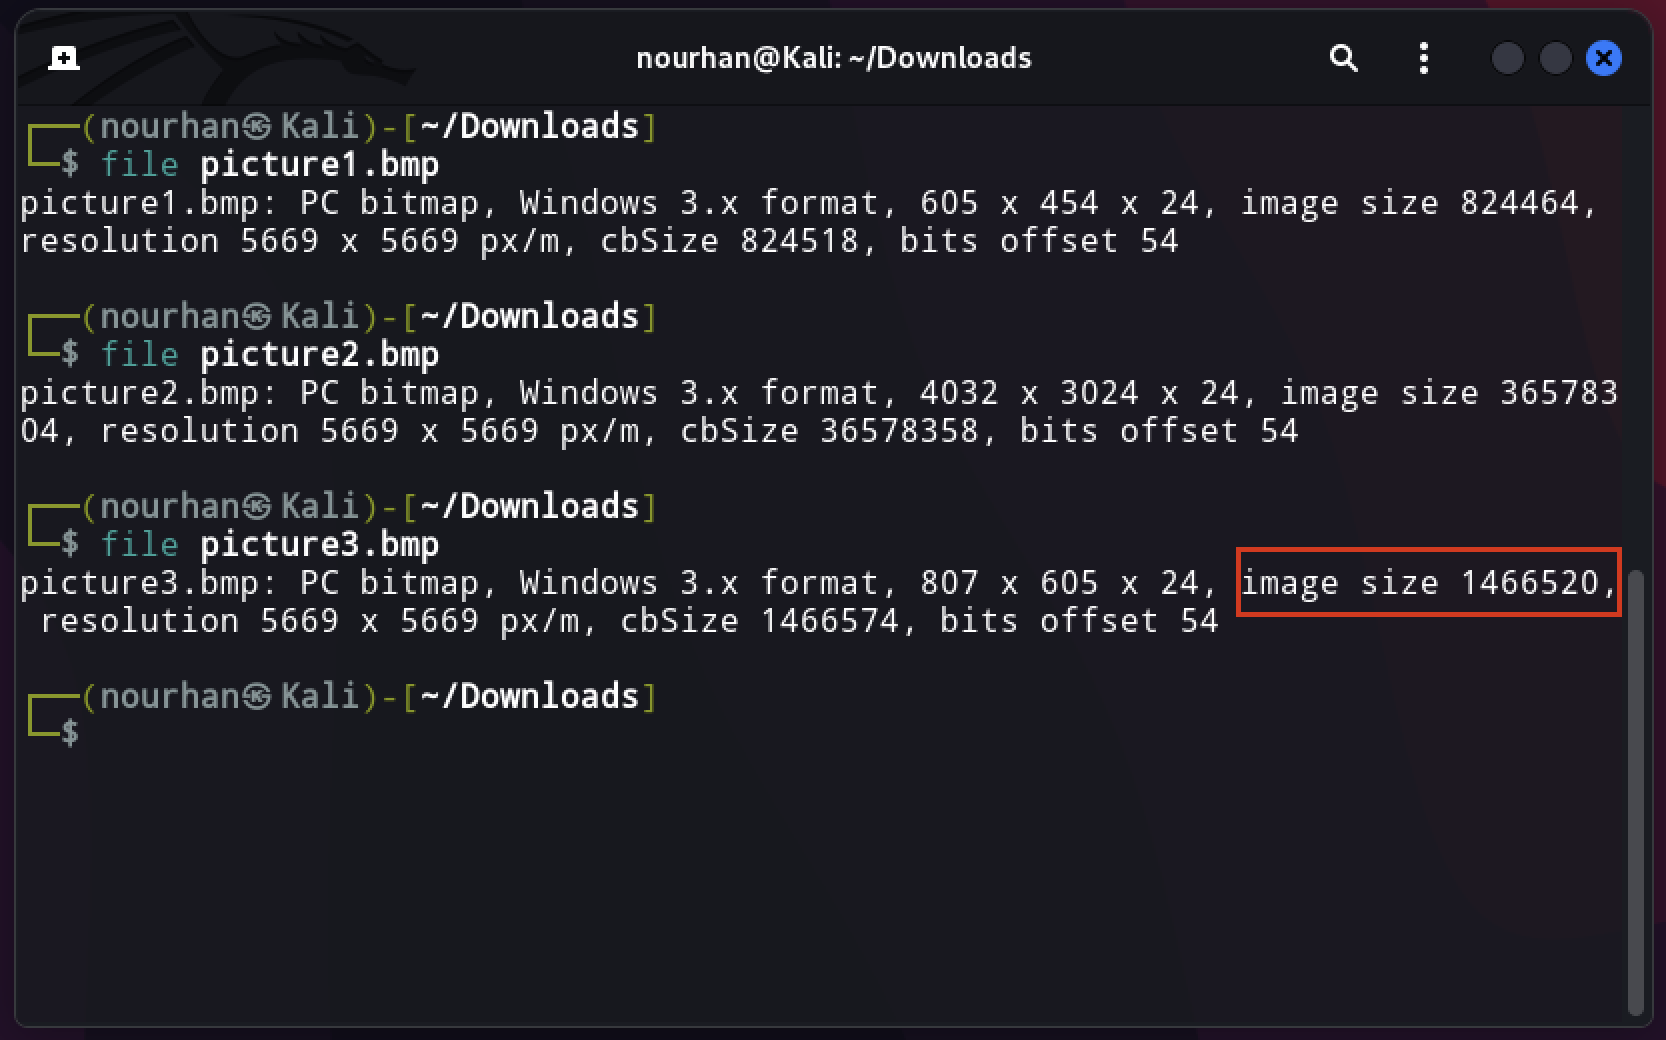 nourhan@Kali: ~/Downloads
(nourhan㉿Kali)-[~/Downloads]
$ file picture1.bmp
picture1.bmp: PC bitmap, Windows 3.x format, 605 x 454 x 24, image size 824464,
resolution 5669 x 5669 px/m, cbSize 824518, bits offset 54
(nourhan㉿Kali)-[~/Downloads]
$ file picture2.bmp
picture2.bmp: PC bitmap, Windows 3.x format, 4032 x 3024 x 24, image size 365783
04, resolution 5669 x 5669 px/m, cbSize 36578358, bits offset 54
(nourhan㉿Kali)-[~/Downloads]
$ file picture3.bmp
picture3.bmp: PC bitmap, Windows 3.x format, 807 x 605 x 24, image size 1466520,
resolution 5669 x 5669 px/m, cbSize 1466574, bits offset 54
(nourhan㉿Kali)-[~/Downloads]
$